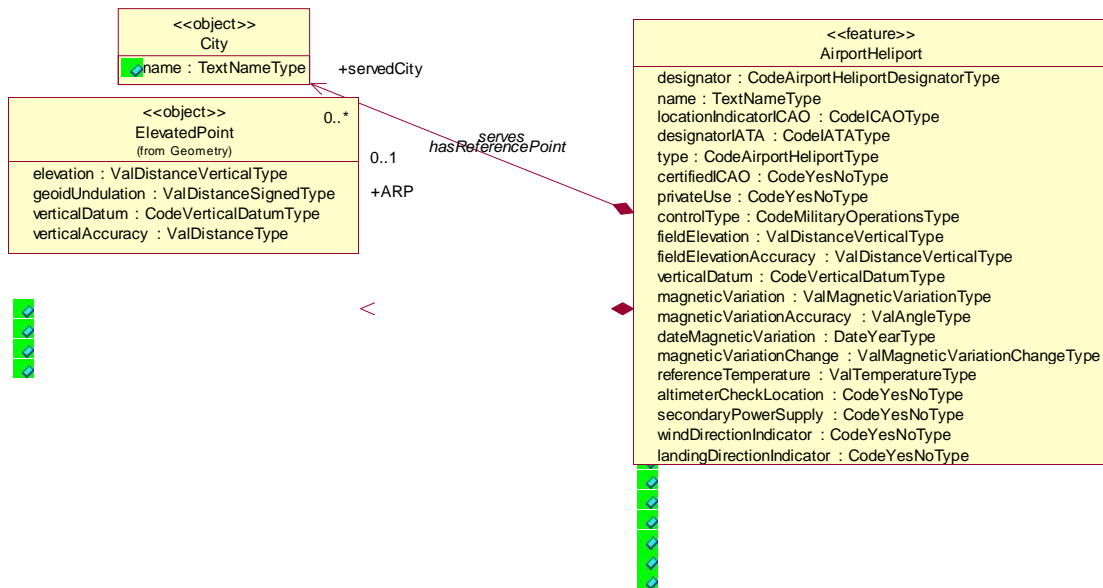 <<object>>
City
name : TextNameType
+servedCity
<<object>>
ElevatedPoint
(from Geometry)
0..*
elevation : ValDistanceVerticalType
geoidUndulation : ValDistanceSignedType
verticalDatum : CodeVerticalDatumType
verticalAccuracy : ValDistanceType
0..1
+ARP
serves
hasReferencePoint
<<feature>>
AirportHeliport
designator : CodeAirportHeliportDesignatorType
name : TextNameType
locationIndicatorICAO : CodeICAOType
designatorIATA : CodeIATAType
type : CodeAirportHeliportType
certifiedICAO : CodeYesNoType
privateUse : CodeYesNoType
controlType : CodeMilitaryOperationsType
fieldElevation : ValDistanceVerticalType
fieldElevationAccuracy : ValDistanceVerticalType
verticalDatum : CodeVerticalDatumType
magneticVariation : ValMagneticVariationType
magneticVariationAccuracy : ValAngleType
dateMagneticVariation : DateYearType
magneticVariationChange : ValMagneticVariationChangeType
referenceTemperature : ValTemperatureType
altimeterCheckLocation : CodeYesNoType
secondaryPowerSupply : CodeYesNoType
windDirectionIndicator : CodeYesNoType
landingDirectionIndicator : CodeYesNoType